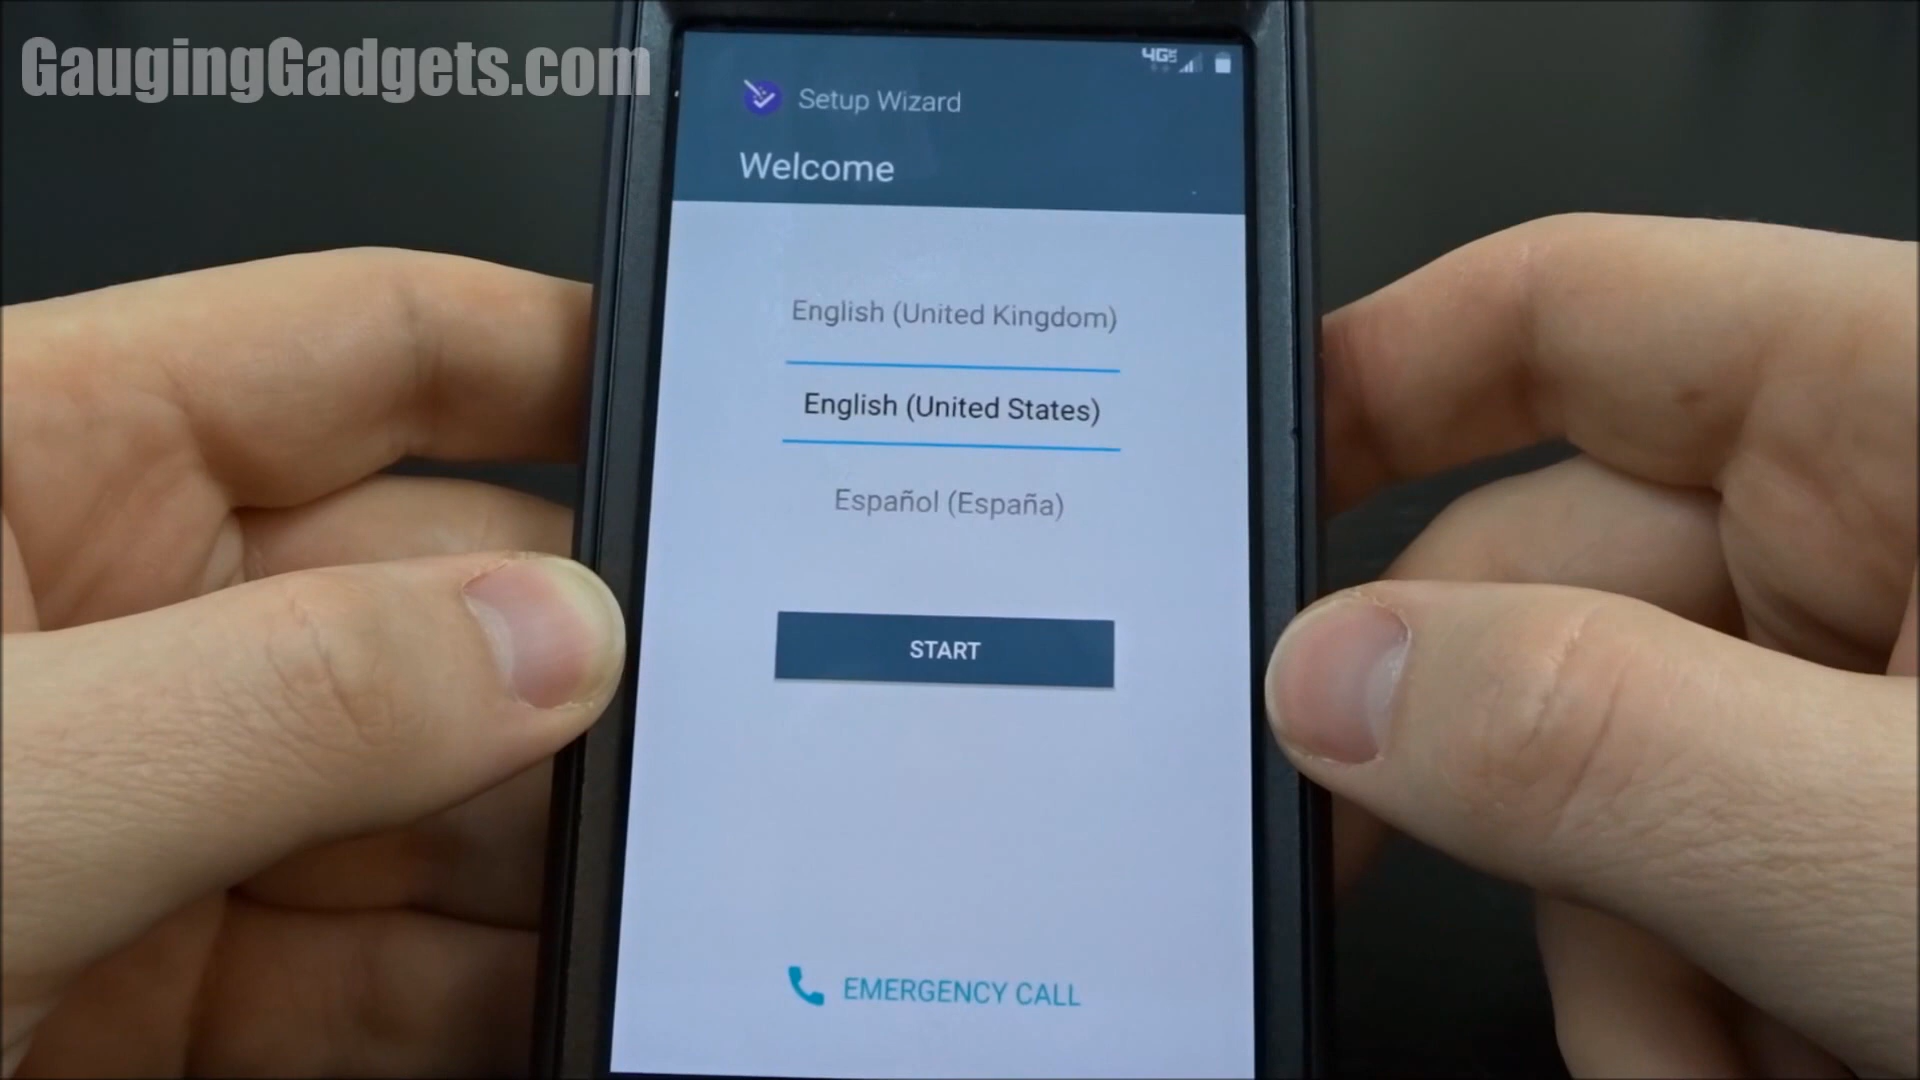 GaugingGadgets.com
4G
Setup Wizard
Welcome
English (United Kingdom)
English (United States)
Español (España)
START
EMERGENCY CALL